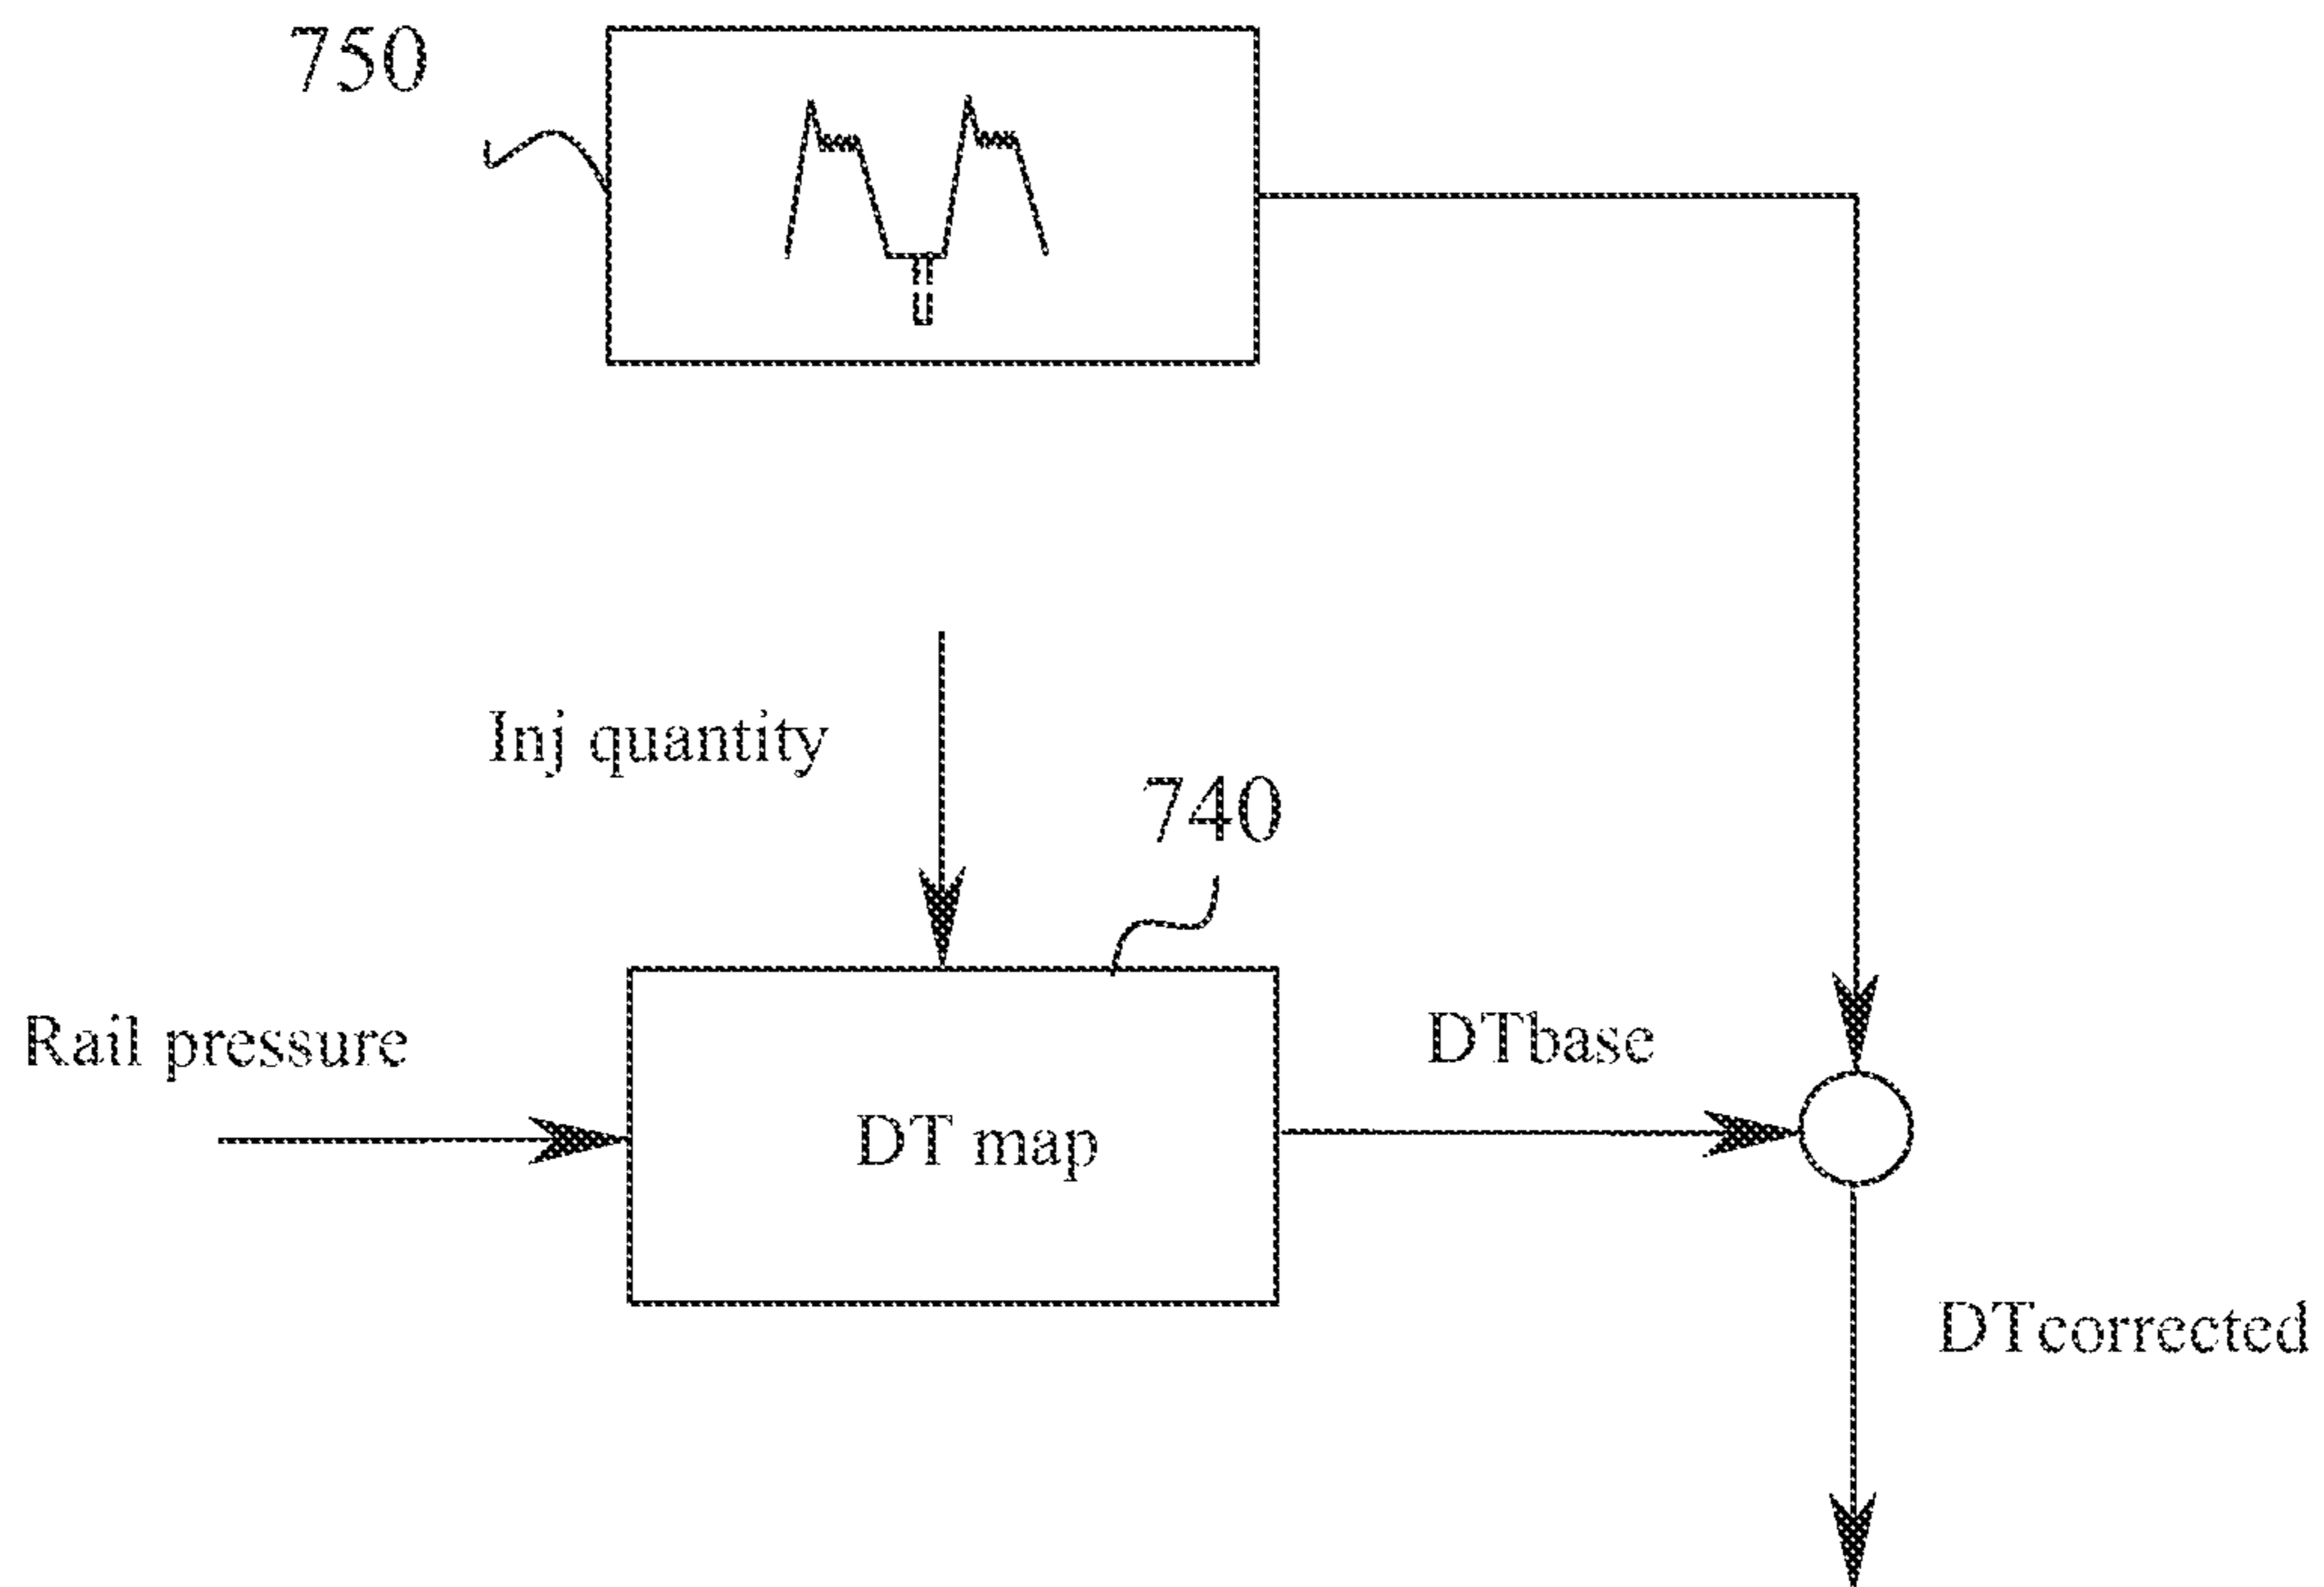 750
Inj quantity
740
Rail pressure
DTbase
DT map
DTcorrected